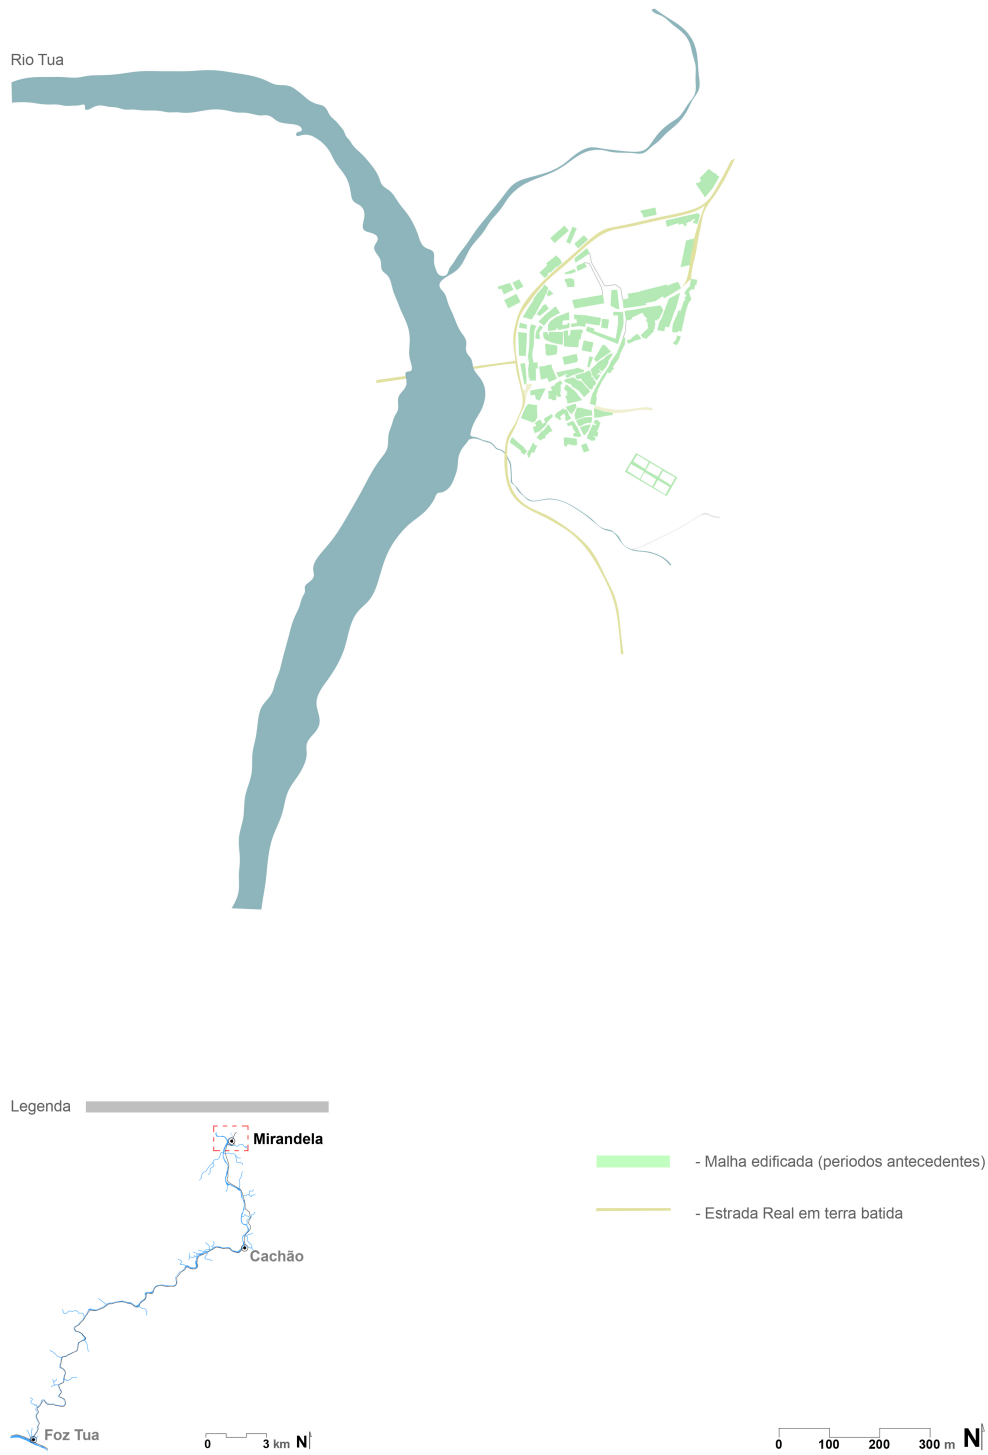 Rio Tua
Legenda
Mirandela
- Malha edificada (periodos antecedentes)
- Estrada Real em terra batida
Cachão
Foz Tua
0 3 km N
0 100 200 300 m N